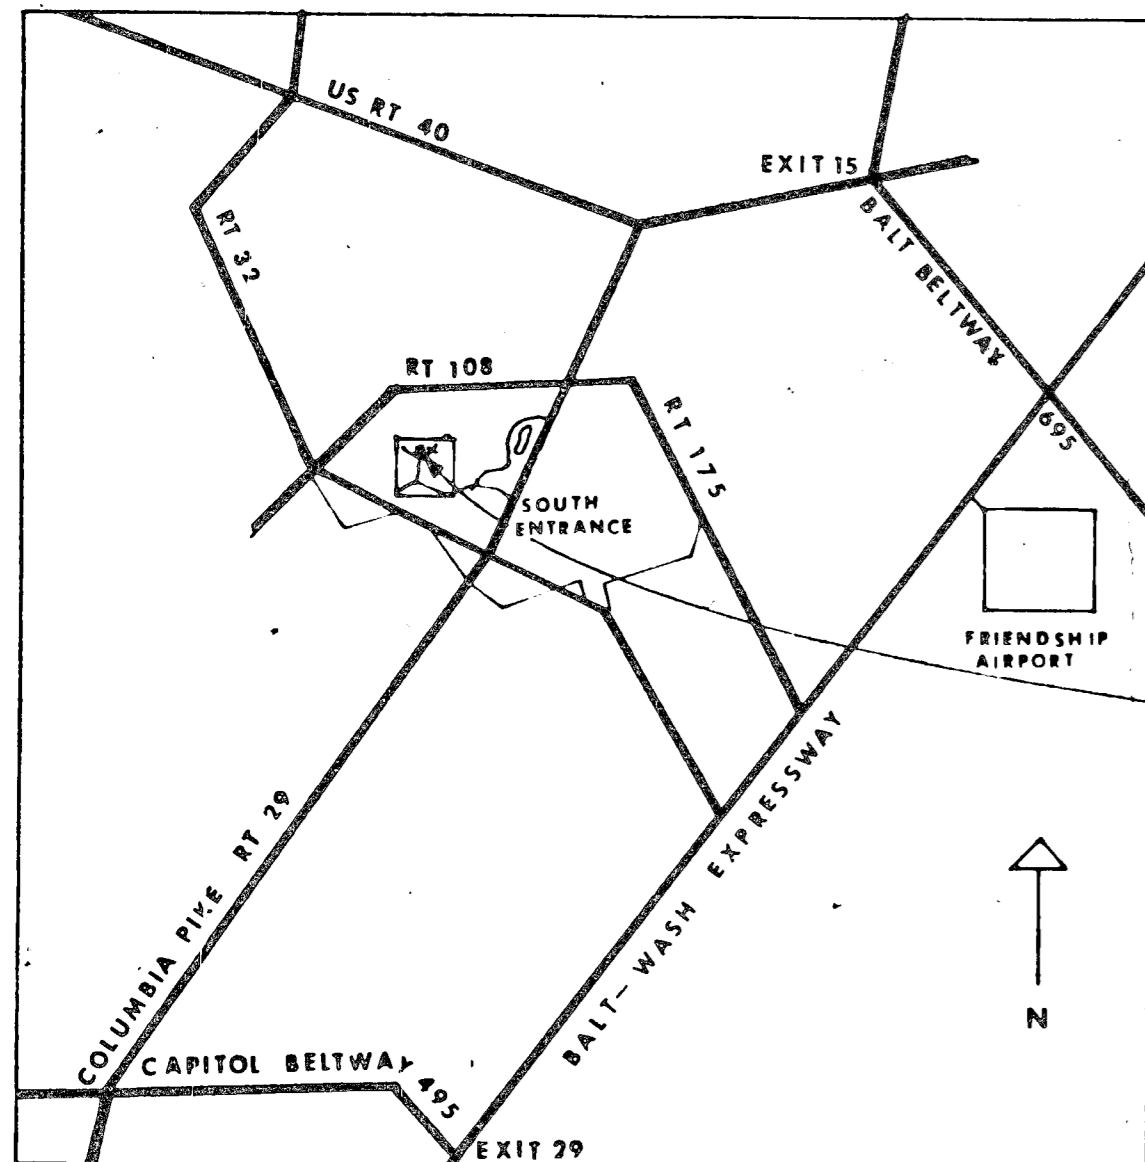 US RT 40
EXIT 15
BALT BELTWAY
RT 32
RT 108
RT 175
695
SOUTH
ENTRANCE
FRIENDSHIP
AIRPORT
COLUMBIA PIKE RT 29
BALT-WASH EXPRESSWAY
N
CAPITOL BELTWAY 495
EXIT 29